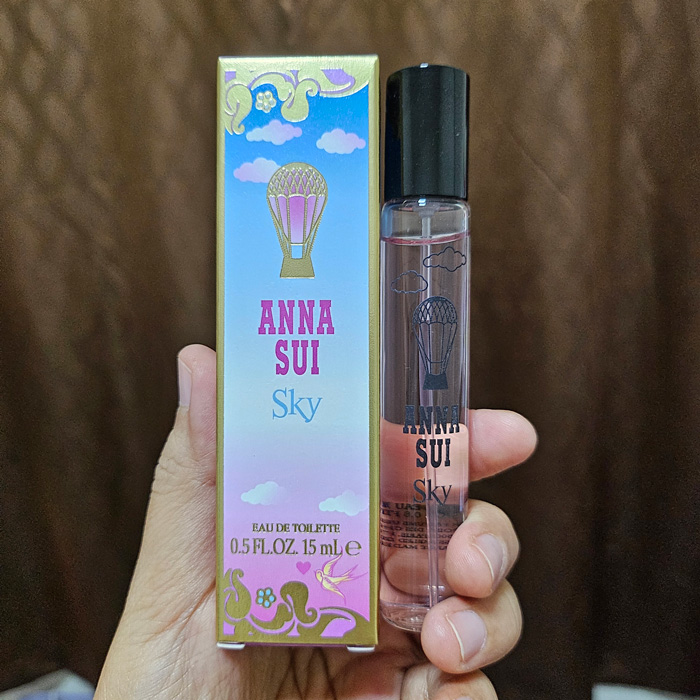 ANNA
SUI
Sky
EAU DE TOILETTE
0.5 FL.OZ. 15 mL ℮
ANNA
SUI
Sky